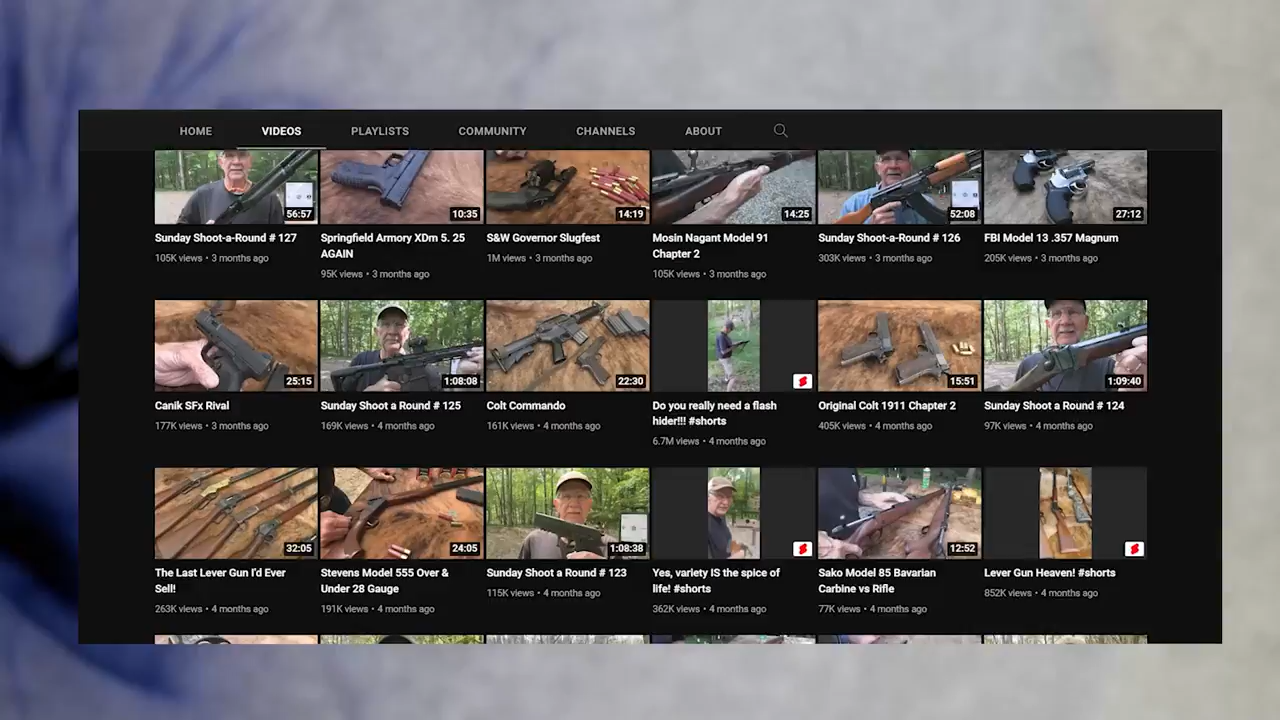 HOME VIDEOS PLAYLISTS COMMUNITY CHANNELS ABOUT
56:57 10:35 14:19 14:25 52:08 27:12
Sunday Shoot-a-Round # 127
105K views • 3 months ago
Springfield Armory XDm 5. 25
AGAIN
95K views • 3 months ago
S&W Governor Slugfest
1M views • 3 months ago
Mosin Nagant Model 91
Chapter 2
105K views • 3 months ago
Sunday Shoot-a-Round # 126
303K views • 3 months ago
FBI Model 13 .357 Magnum
205K views • 3 months ago
25:15 1:08:08 22:30 15:51 1:09:40
Canik SFx Rival
177K views • 3 months ago
Sunday Shoot a Round # 125
169K views • 4 months ago
Colt Commando
161K views • 4 months ago
Do you really need a flash
hider!!! #shorts
6.7M views • 4 months ago
Original Colt 1911 Chapter 2
405K views • 4 months ago
Sunday Shoot a Round # 124
97K views • 4 months ago
32:05 24:05 1:08:38 12:52
The Last Lever Gun I'd Ever
Sell!
263K views • 4 months ago
Stevens Model 555 Over &
Under 28 Gauge
191K views • 4 months ago
Sunday Shoot a Round # 123
115K views • 4 months ago
Yes, variety IS the spice of
life! #shorts
362K views • 4 months ago
Sako Model 85 Bavarian
Carbine vs Rifle
77K views • 4 months ago
Lever Gun Heaven! #shorts
852K views • 4 months ago